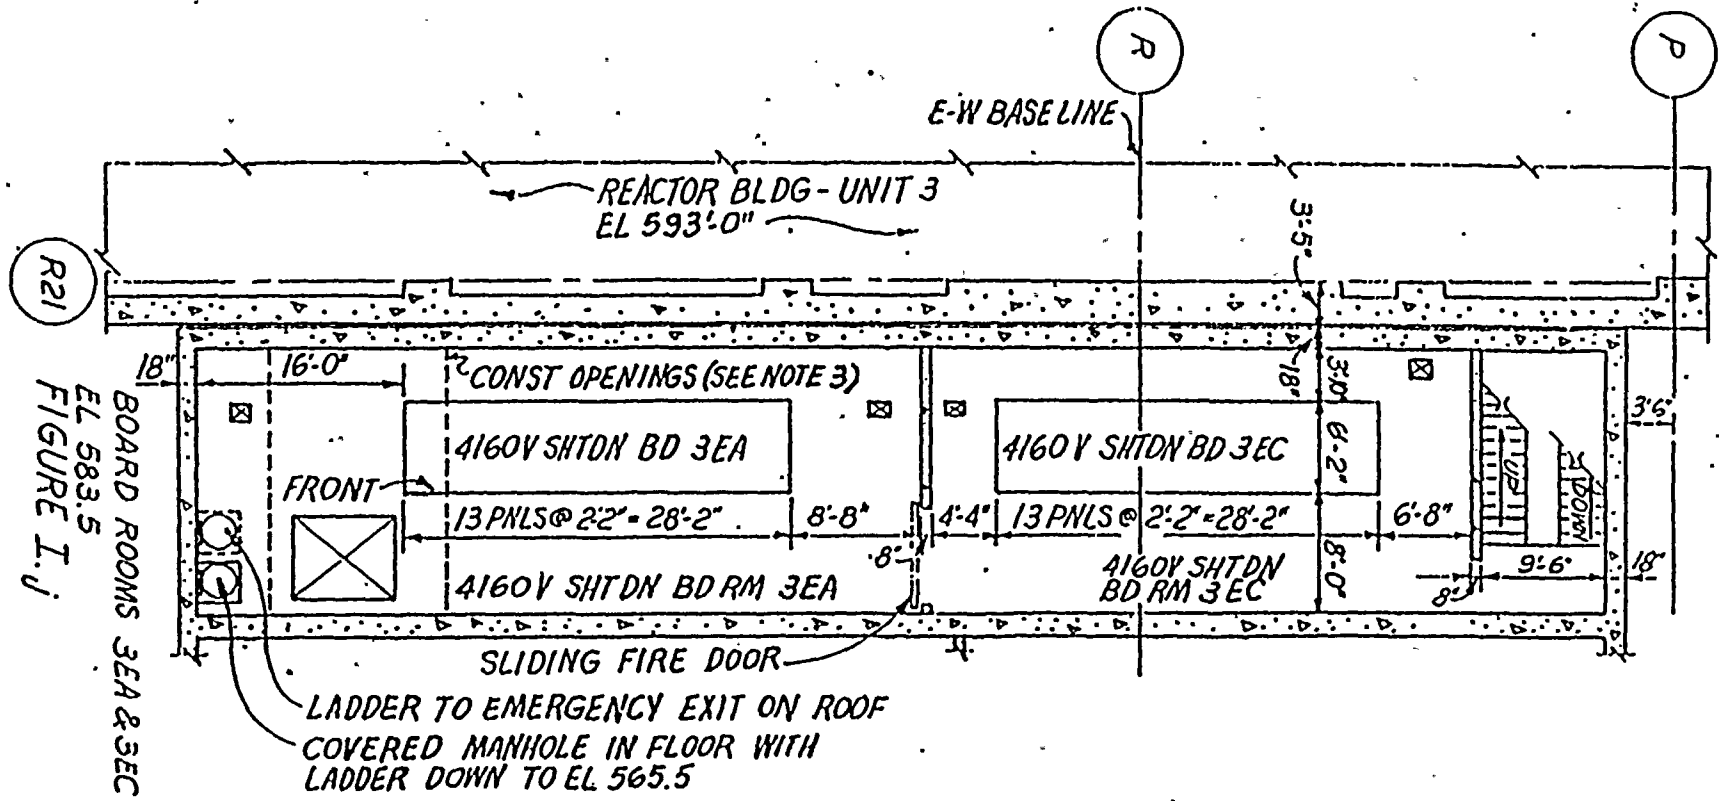 R
P
E-W BASE LINE
REACTOR BLDG - UNIT 3
EL 593'-0"
3'-5"
R21
18"
16'-0"
CONST OPENINGS (SEE NOTE 3)
18"
3'-0"
3'6"
4160V SHTDN BD 3EA
4160V SHTDN BD 3EC
6'-2"
UP
DOWN
FRONT
13 PNLS @ 2'-2" = 28'-2"
8'-8"
4'-4"
13 PNLS @ 2'-2" = 28'-2"
6'-8"
8"
8'-0"
9'-6"
18"
4160V SHTDN BD RM 3EA
4160V SHTDN
BD RM 3EC
8"
SLIDING FIRE DOOR
LADDER TO EMERGENCY EXIT ON ROOF
COVERED MANHOLE IN FLOOR WITH
LADDER DOWN TO EL 565.5
BOARD ROOMS 3EA & 3EC
EL 583.5
FIGURE I.j